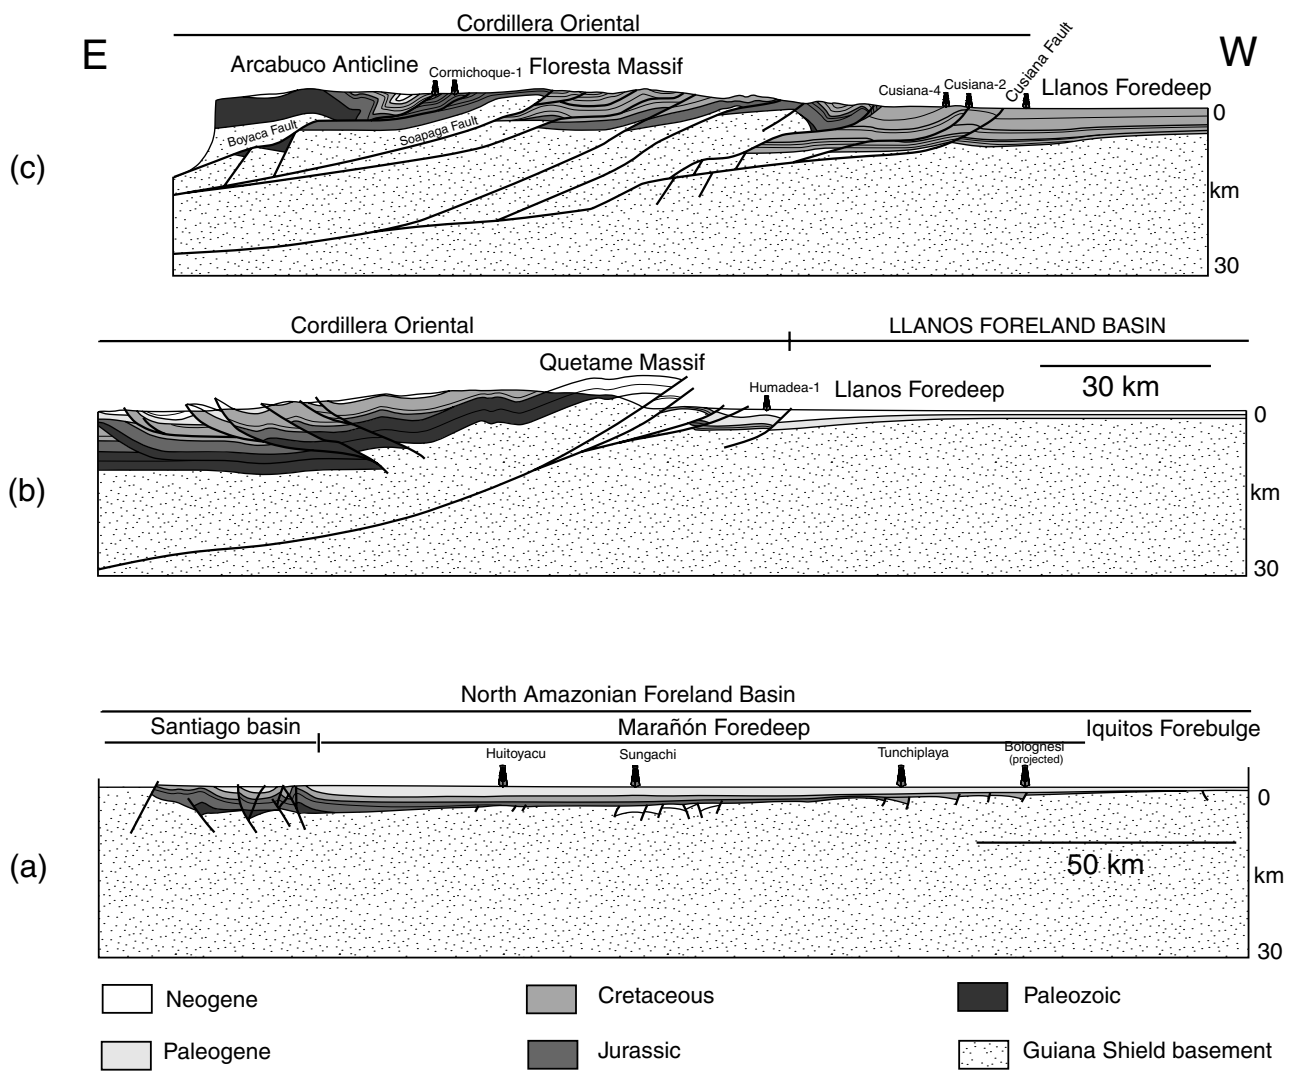 Cordillera Oriental
E
W
Arcabuco Anticline
Cormichoque-1
Floresta Massif
Cusiana-4
Cusiana-2
Cusiana Fault
Llanos Foredeep
Boyaca Fault
Soapaga Fault
0
(c)
km
30
Cordillera Oriental
LLANOS FORELAND BASIN
Quetame Massif
Humadea-1
Llanos Foredeep
30 km
0
(b)
km
30
North Amazonian Foreland Basin
Santiago basin
Marañón Foredeep
Iquitos Forebulge
Huitoyacu
Sungachi
Tunchiplaya
Bolognesi
(projected)
0
50 km
(a)
km
30
Neogene
Cretaceous
Paleozoic
Paleogene
Jurassic
Guiana Shield basement